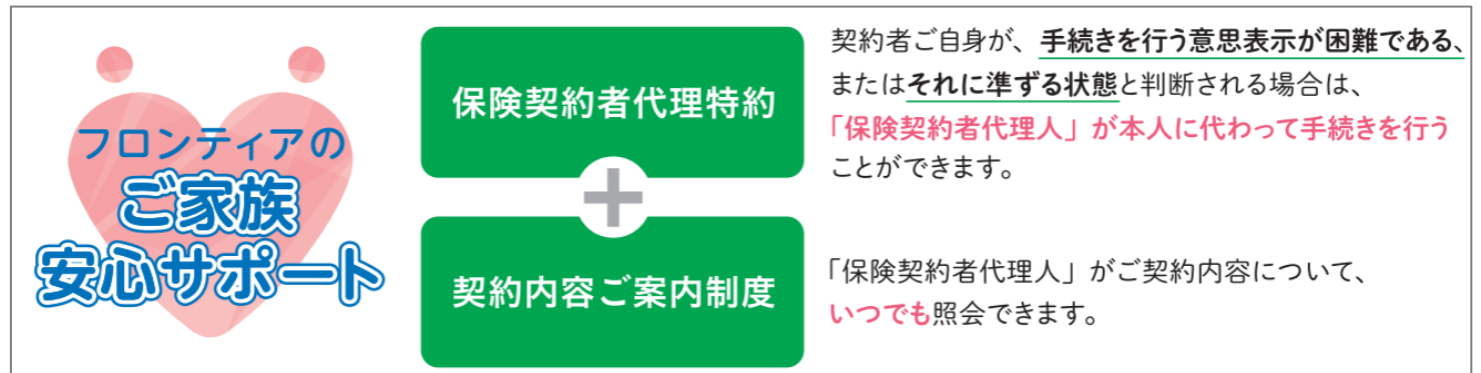 フロンティアの
ご家族
安心サポート
保険契約者代理特約
+
契約内容ご案内制度
契約者ご自身が、手続きを行う意思表示が困難である、
またはそれに準ずる状態と判断される場合は、
「保険契約者代理人」が本人に代わって手続きを行う
ことができます。
「保険契約者代理人」がご契約内容について、
いつでも照会できます。